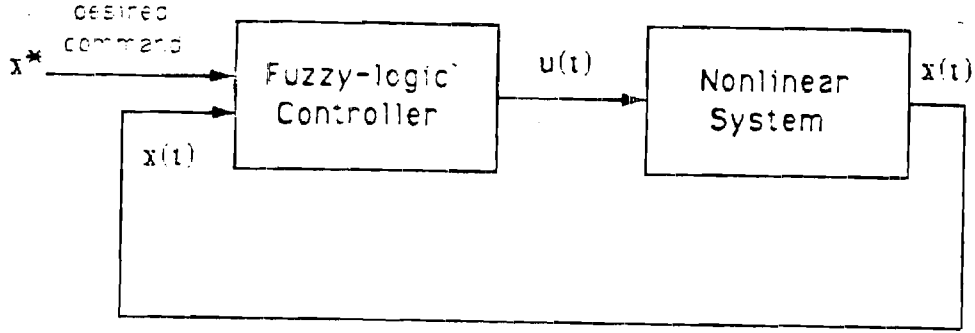 desired
command
x*
Fuzzy-logic
Controller
u(t)
Nonlinear
System
x(t)
x(t)